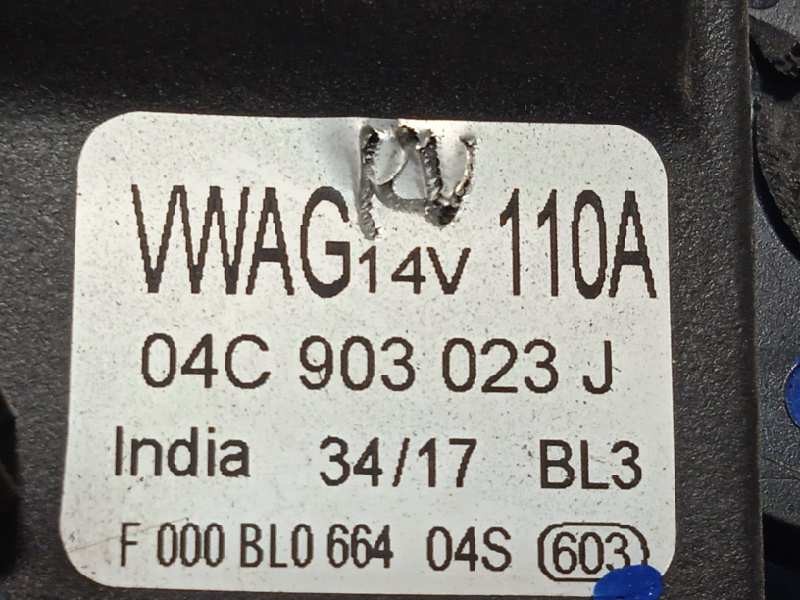 VWAG 14V 110A
04C 903 023 J
India 34/17 BL3
F 000 BL0 664 04S 603